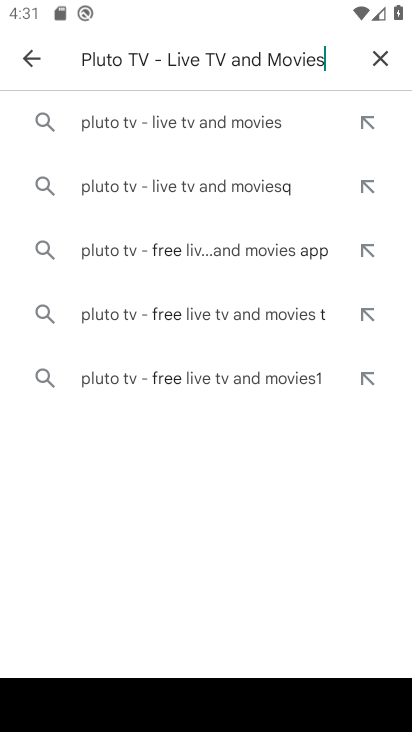 4:31
Pluto TV - Live TV and Movies
pluto tv - live tv and movies
pluto tv - live tv and moviesq
pluto tv - free liv...and movies app
pluto tv - free live tv and movies t
pluto tv - free live tv and movies1